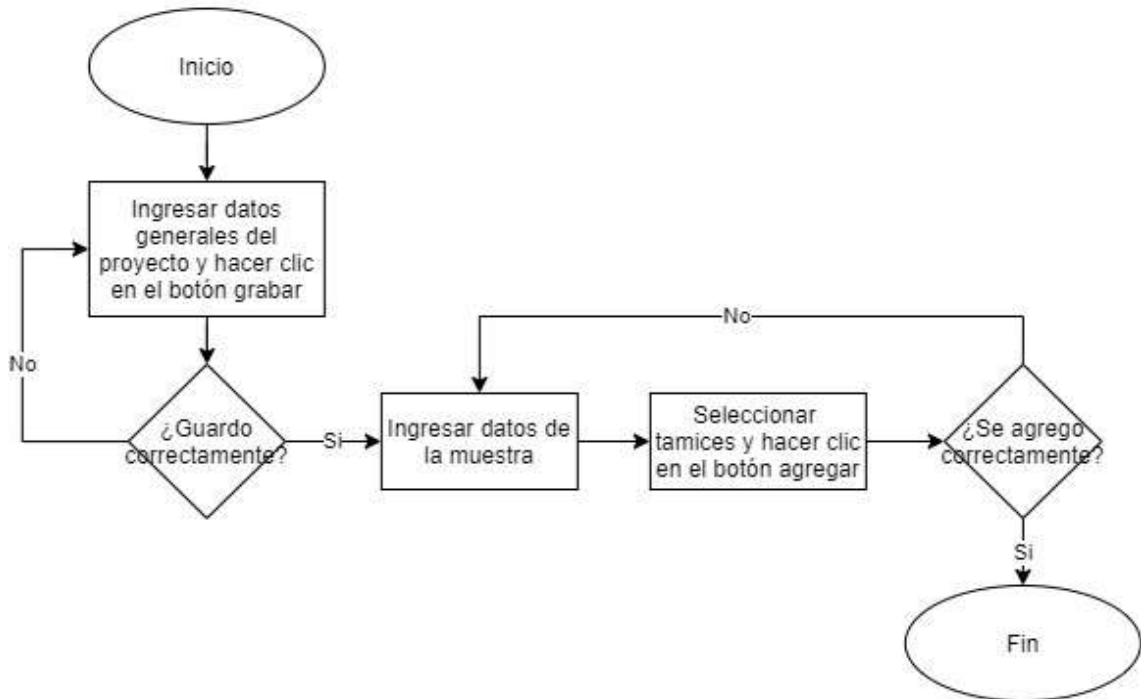 Inicio
Ingresar datos
generales del
proyecto y hacer clic
en el botón grabar
No
¿Guardo
correctamente?
Si
Ingresar datos de
la muestra
Seleccionar
tamices y hacer clic
en el botón agregar
No
¿Se agregó
correctamente?
Si
Fin